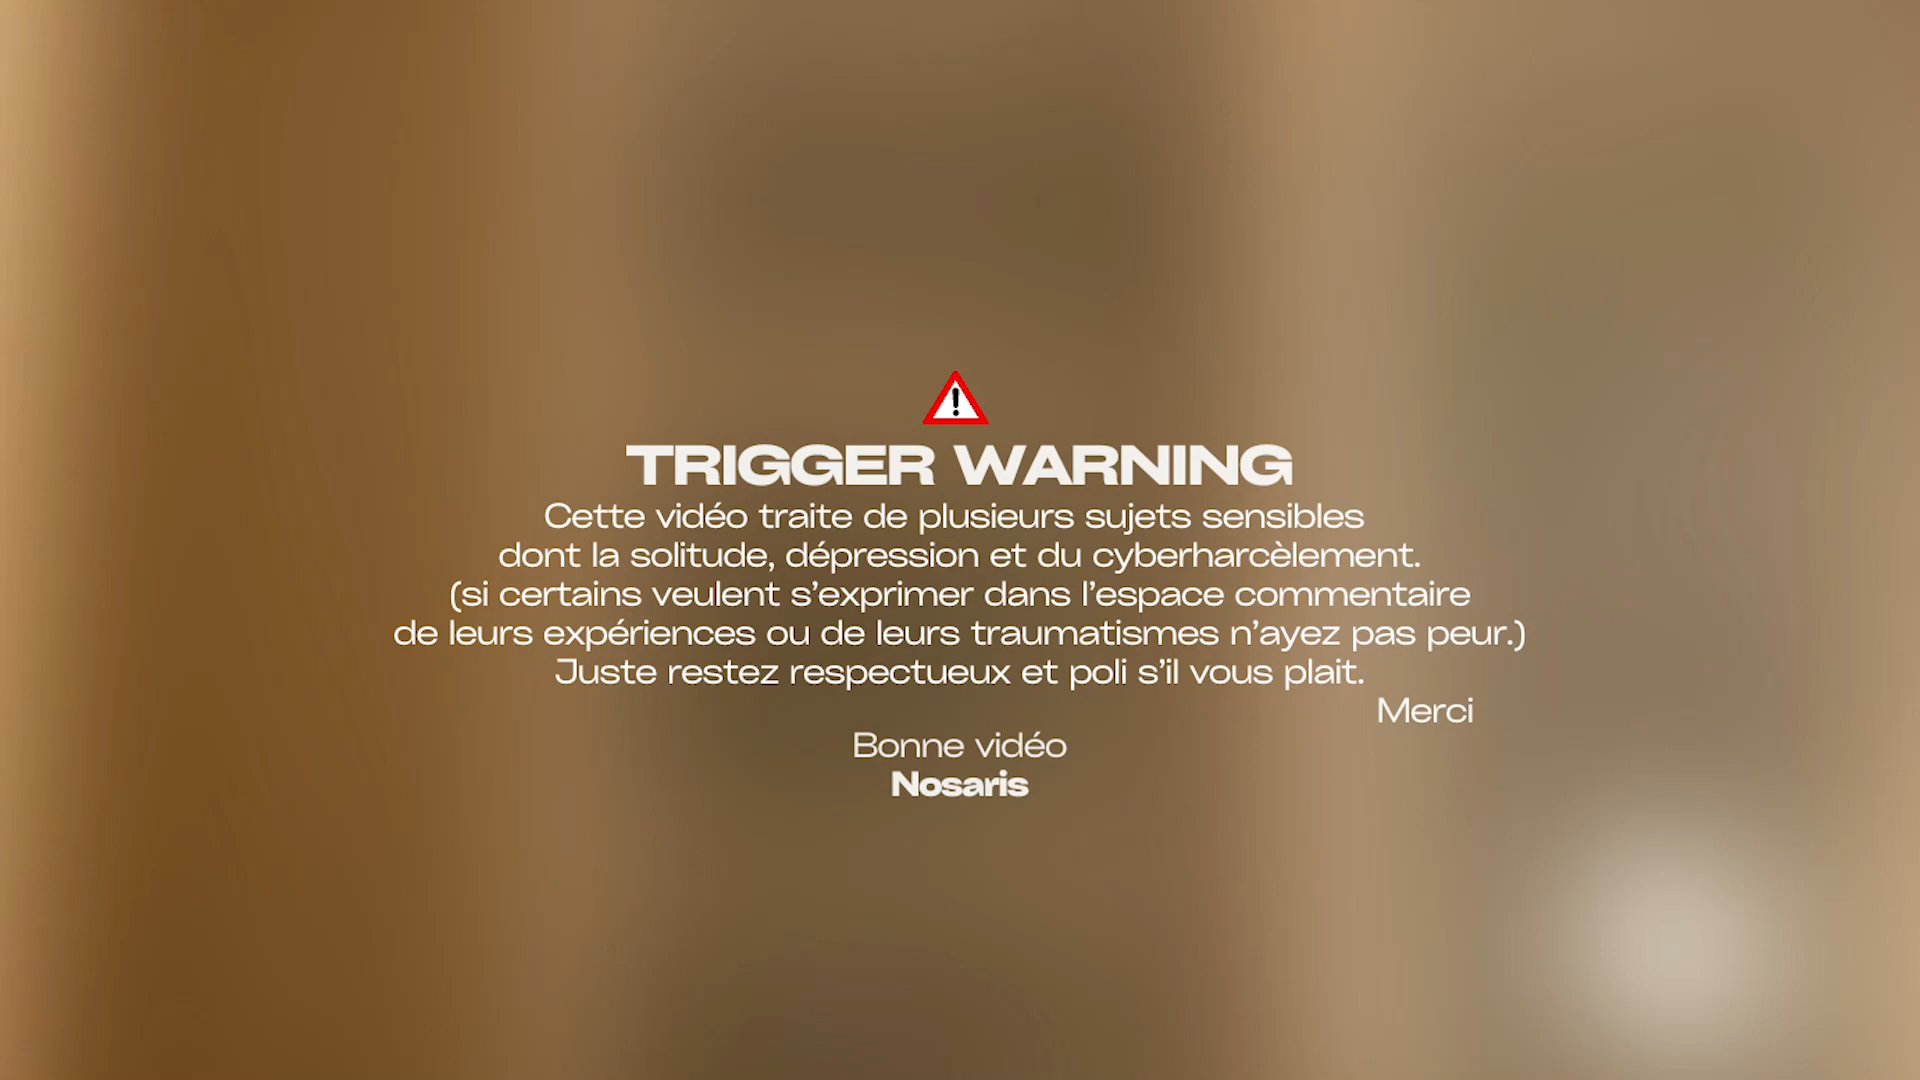 TRIGGER WARNING
Cette vidéo traite de plusieurs sujets sensibles
dont la solitude, dépression et du cyberharcèlement.
(si certains veulent s’exprimer dans l’espace commentaire
de leurs expériences ou de leurs traumatismes n’ayez pas peur.)
Juste restez respectueux et poli s’il vous plait.
Merci
Bonne vidéo
Nosaris